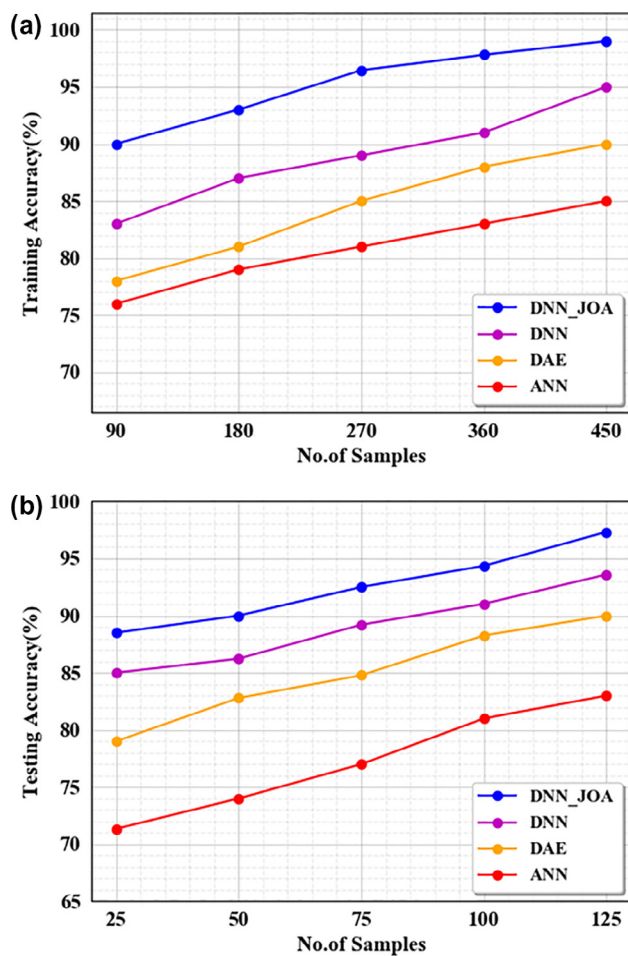 (a)
100
95
90
85
80
75
70
Training Accuracy(%)
DNN_JOA
DNN
DAE
ANN
90 180 270 360 450
No.of Samples
(b)
100
95
90
85
80
75
70
65
Testing Accuracy(%)
DNN_JOA
DNN
DAE
ANN
25 50 75 100 125
No.of Samples